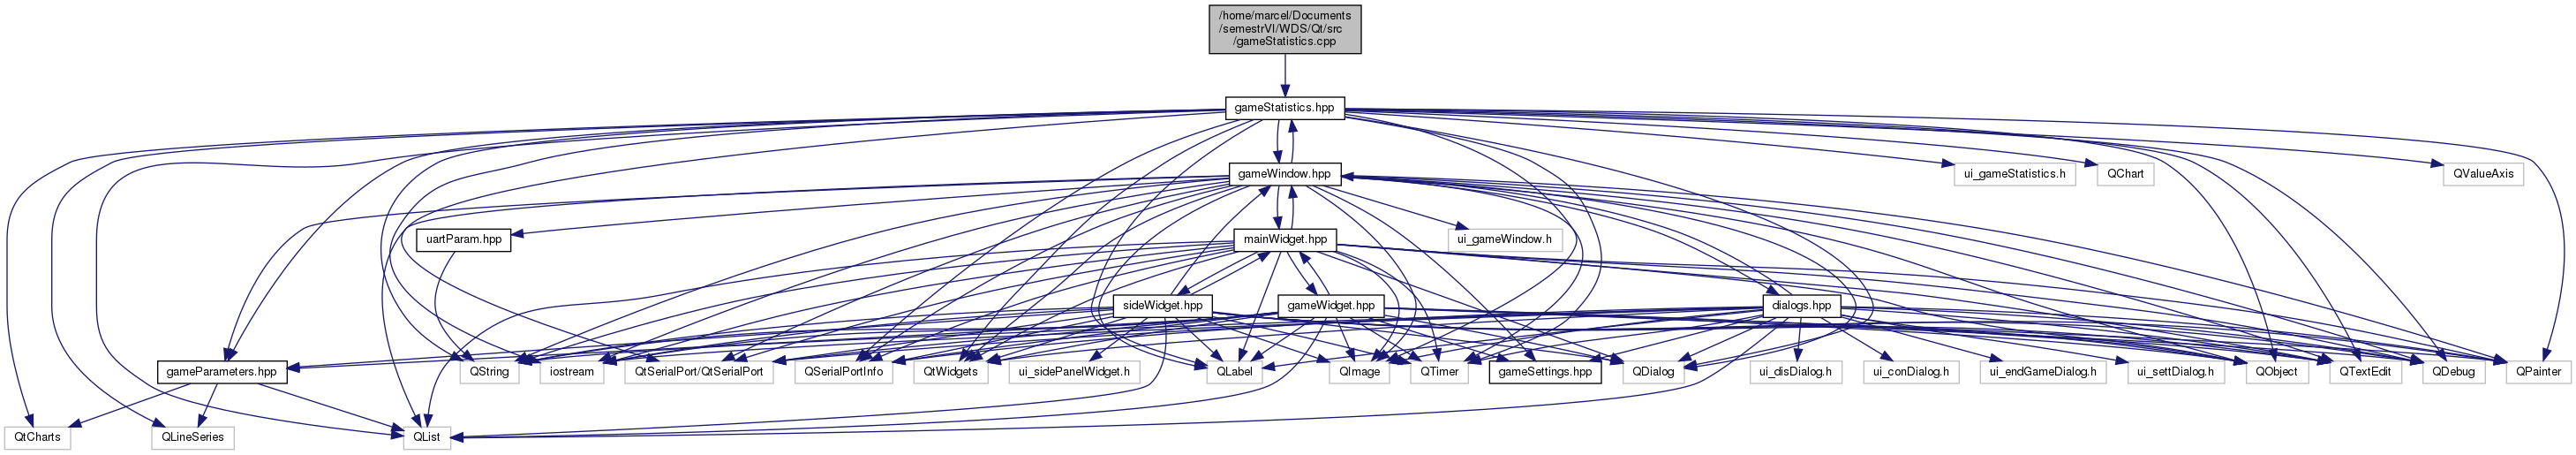 /home/marcel/Documents
/semestrVI/WDS/Qt/src
/gameStatistics.cpp
gameStatistics.hpp
gameWindow.hpp
ui_gameStatistics.h
QChart
QValueAxis
uartParam.hpp
mainWidget.hpp
ui_gameWindow.h
sideWidget.hpp
gameWidget.hpp
dialogs.hpp
gameParameters.hpp
QString
iostream
QtSerialPort/QtSerialPort
QSerialPortInfo
QtWidgets
ui_sidePanelWidget.h
QLabel
QImage
QTimer
gameSettings.hpp
QDialog
ui_disDialog.h
ui_conDialog.h
ui_endGameDialog.h
ui_settDialog.h
QObject
QTextEdit
QDebug
QPainter
QtCharts
QLineSeries
QList